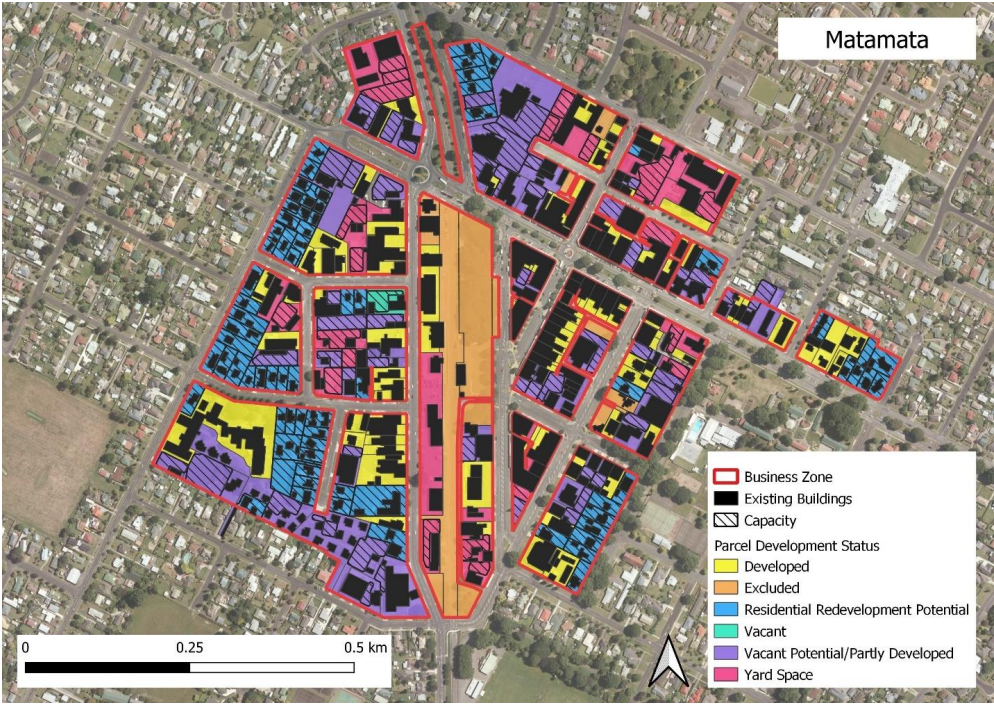 Matamata
Business Zone
Existing Buildings
Capacity
Parcel Development Status
Developed
Excluded
Residential Redevelopment Potential
Vacant
Vacant Potential/Partly Developed
Yard Space
0 0.25 0.5 km